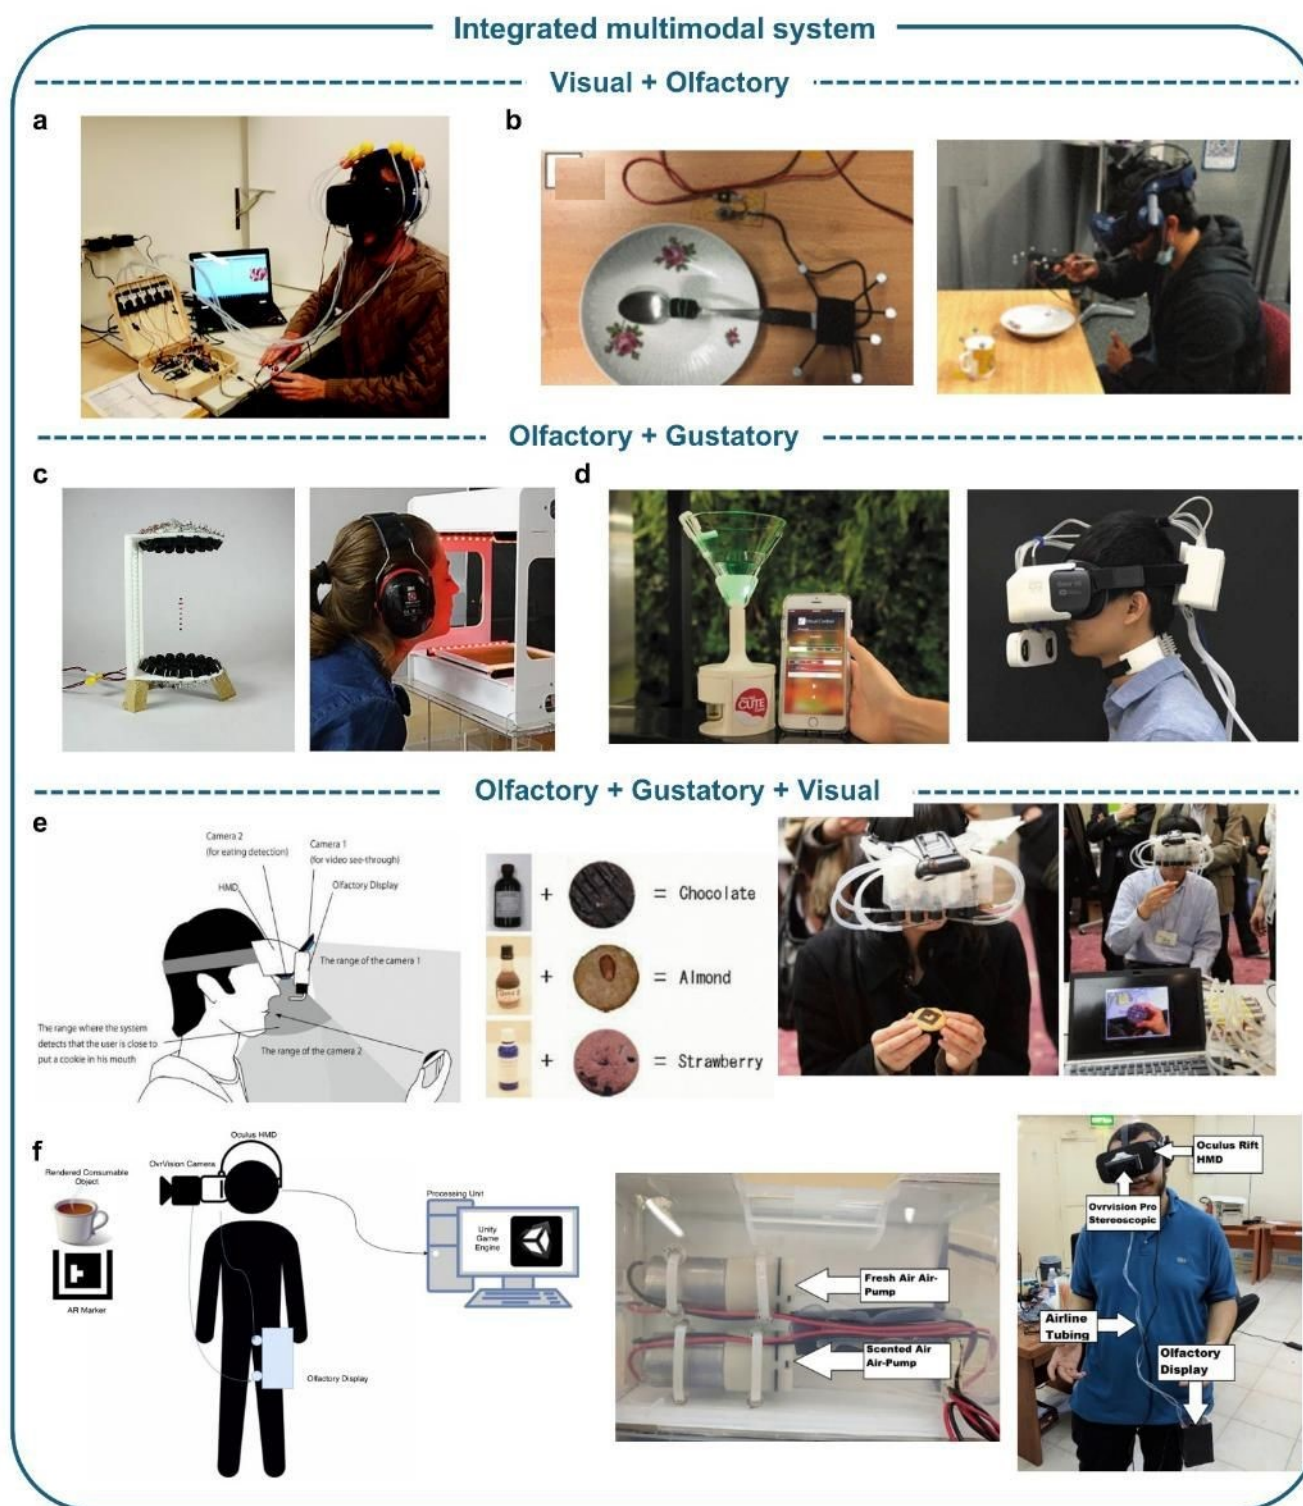 Integrated multimodal system
Visual + Olfactory
a
b
Olfactory + Gustatory
c
d
CUTE
Olfactory + Gustatory + Visual
e
Camera 2
(for eating detection)
Camera 1
(for video see-through)
HMD
Olfactory Display
The range of the camera 1
The range where the system
detects that the user is close to
put a cookie in his mouth
The range of the camera 2
+ = Chocolate
+ = Almond
+ = Strawberry
f
Oculus HMD
OvrVision Camera
Rendered Consumable
Object
AR Marker
Processing Unit
Unity
Game
Engine
Olfactory Display
Fresh Air Air-
Pump
Scented Air
Air-Pump
Oculus Rift
HMD
Ovrvision Pro
Stereoscopic
Airline
Tubing
Olfactory
Display